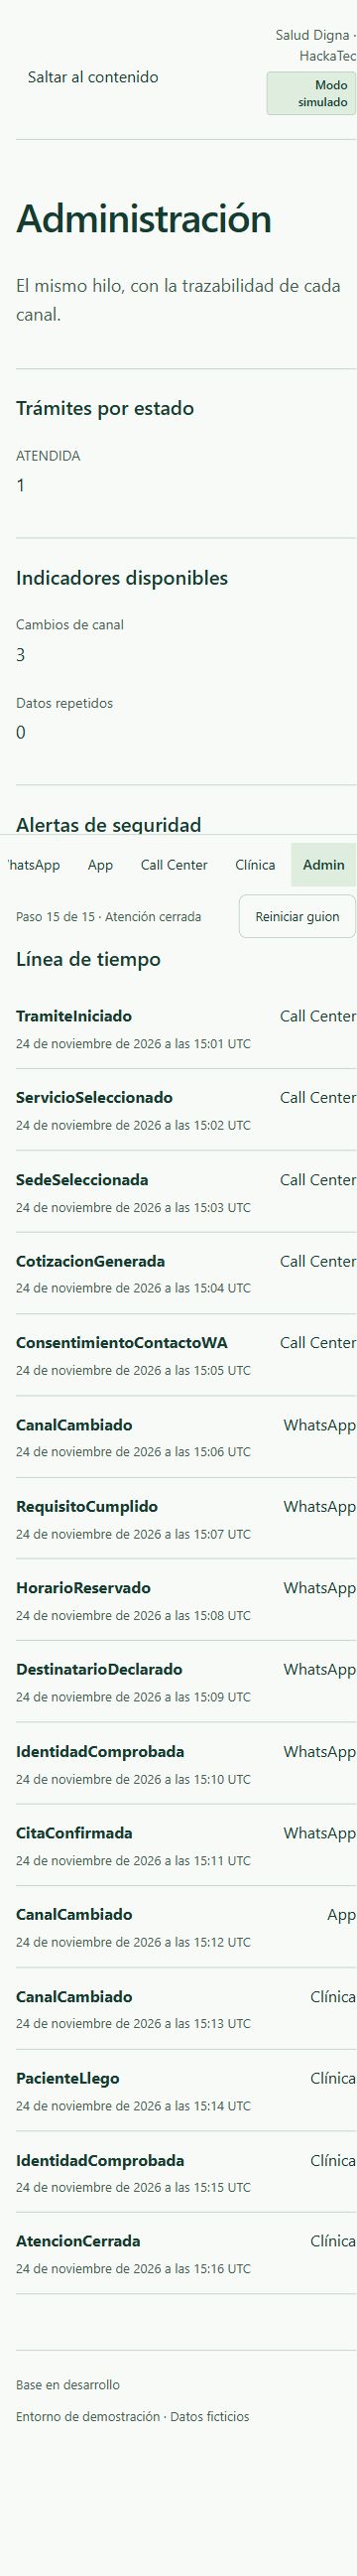 Salud Digna ·
HackaTec
Saltar al contenido
Modo
simulado
Administración
El mismo hilo, con la trazabilidad de cada
canal.
Trámites por estado
ATENDIDA
1
Indicadores disponibles
Cambios de canal
3
Datos repetidos
0
Alertas de seguridad
hatsApp App Call Center Clínica Admin
Paso 15 de 15 · Atención cerrada Reiniciar guion
Línea de tiempo
TramiteIniciado Call Center
24 de noviembre de 2026 a las 15:01 UTC
ServicioSeleccionado Call Center
24 de noviembre de 2026 a las 15:02 UTC
SedeSeleccionada Call Center
24 de noviembre de 2026 a las 15:03 UTC
CotizacionGenerada Call Center
24 de noviembre de 2026 a las 15:04 UTC
ConsentimientoContactoWA Call Center
24 de noviembre de 2026 a las 15:05 UTC
CanalCambiado WhatsApp
24 de noviembre de 2026 a las 15:06 UTC
RequisitoCumplido WhatsApp
24 de noviembre de 2026 a las 15:07 UTC
HorarioReservado WhatsApp
24 de noviembre de 2026 a las 15:08 UTC
DestinatarioDeclarado WhatsApp
24 de noviembre de 2026 a las 15:09 UTC
IdentidadComprobada WhatsApp
24 de noviembre de 2026 a las 15:10 UTC
CitaConfirmada WhatsApp
24 de noviembre de 2026 a las 15:11 UTC
CanalCambiado App
24 de noviembre de 2026 a las 15:12 UTC
CanalCambiado Clínica
24 de noviembre de 2026 a las 15:13 UTC
PacienteLlego Clínica
24 de noviembre de 2026 a las 15:14 UTC
IdentidadComprobada Clínica
24 de noviembre de 2026 a las 15:15 UTC
AtencionCerrada Clínica
24 de noviembre de 2026 a las 15:16 UTC
Base en desarrollo
Entorno de demostración · Datos ficticios